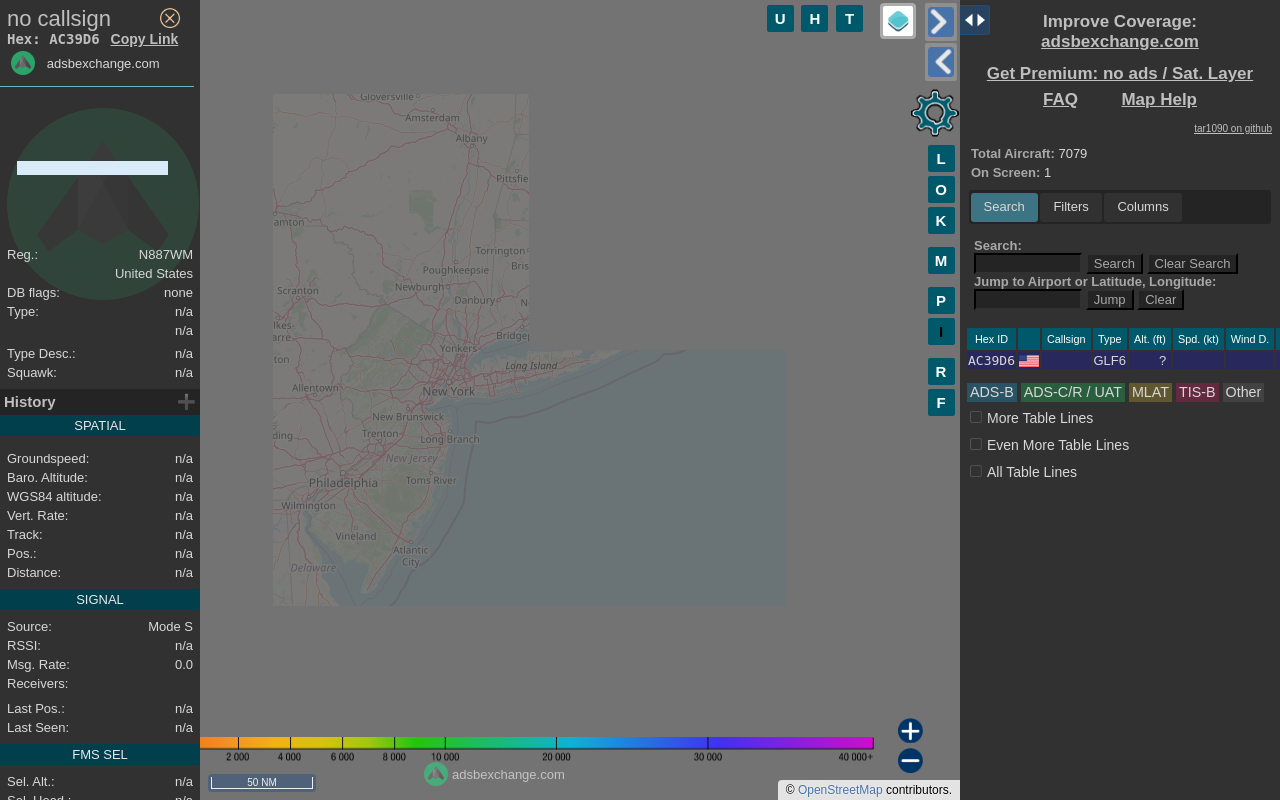 no callsign
Hex: AC39D6 Copy Link
adsbexchange.com
Reg.: N887WM
United States
DB flags: none
Type: n/a
n/a
Type Desc.: n/a
Squawk: n/a
History
SPATIAL
Groundspeed: n/a
Baro. Altitude: n/a
WGS84 altitude: n/a
Vert. Rate: n/a
Track: n/a
Pos.: n/a
Distance: n/a
SIGNAL
Source: Mode S
RSSI: n/a
Msg. Rate: 0.0
Receivers:
Last Pos.: n/a
Last Seen: n/a
FMS SEL
Sel. Alt.: n/a
U H T
L
O
K
M
P
I
R
F
Gloversville
Amsterdam
Albany
Pittsfie
amton
Torrington
Bris
Poughkeepsie
Scranton
Newburgh
Danbury
N
lkes-
arre
Bridgep
ton
Yonkers
Long Island
Allentown
New York
New Brunswick
ding
Trenton
Long Branch
New Jersey
Philadelphia
Toms River
Wilmington
Vineland
Atlantic
City
Delaware
2 000 4 000 6 000 8 000 10 000 20 000 30 000 40 000+
adsbexchange.com
50 NM
© OpenStreetMap contributors.
Improve Coverage:
adsbexchange.com
Get Premium: no ads / Sat. Layer
FAQ Map Help
tar1090 on github
Total Aircraft: 7079
On Screen: 1
Search Filters Columns
Search:
Search Clear Search
Jump to Airport or Latitude, Longitude:
Jump Clear
Hex ID Callsign Type Alt. (ft) Spd. (kt) Wind D.
AC39D6 GLF6 ?
ADS-B ADS-C/R / UAT MLAT TIS-B Other
More Table Lines
Even More Table Lines
All Table Lines